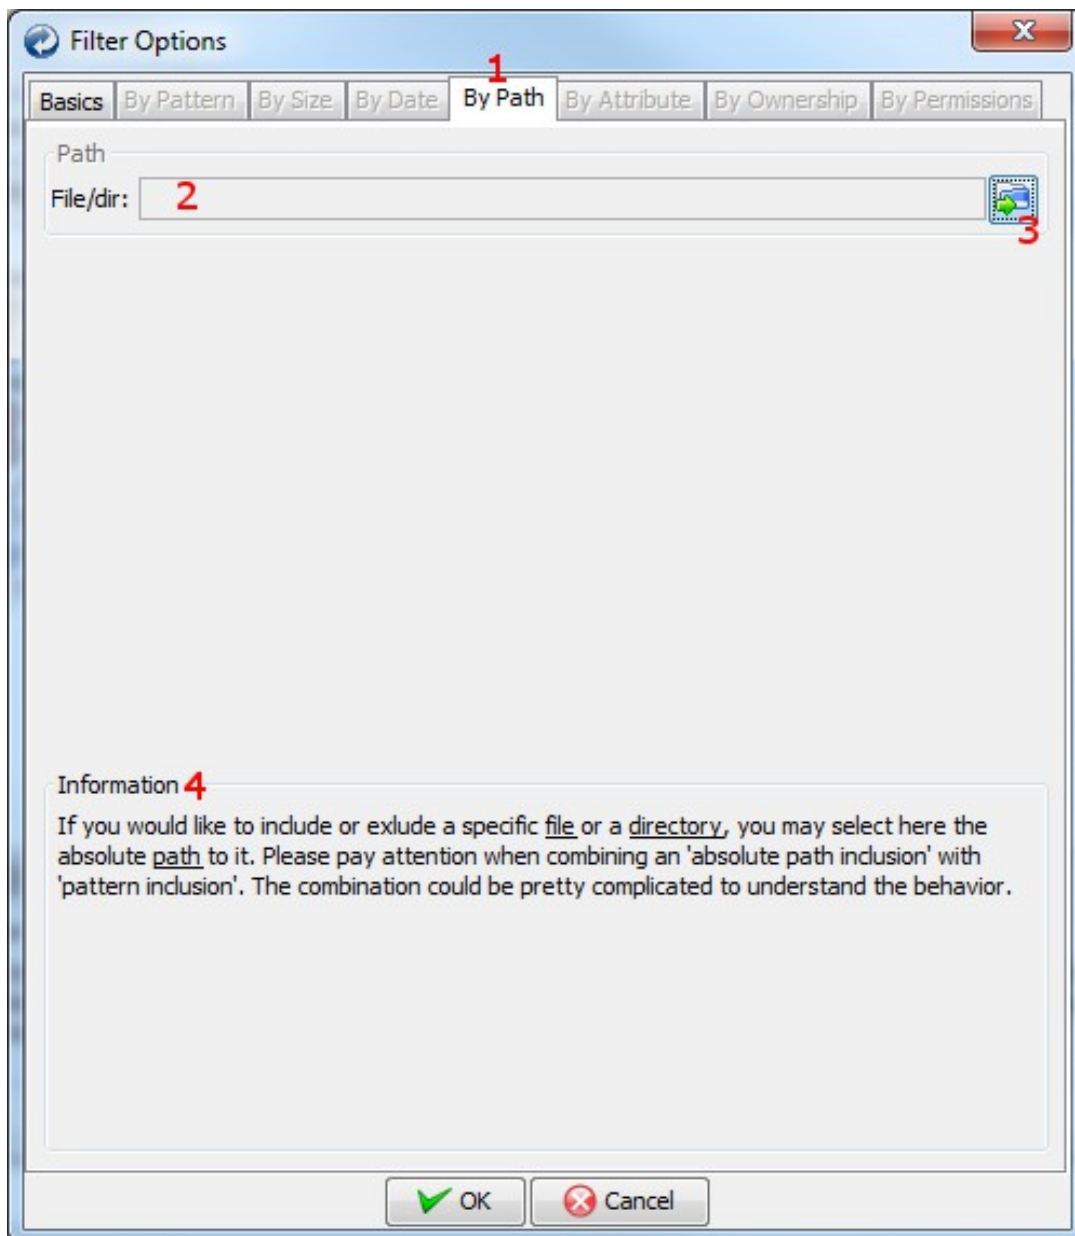 Filter Options
1
Basics By Pattern By Size By Date By Path By Attribute By Ownership By Permissions
Path
File/dir: 2
3
Information 4
If you would like to include or exlude a specific file or a directory, you may select here the
absolute path to it. Please pay attention when combining an 'absolute path inclusion' with
'pattern inclusion'. The combination could be pretty complicated to understand the behavior.
OK Cancel